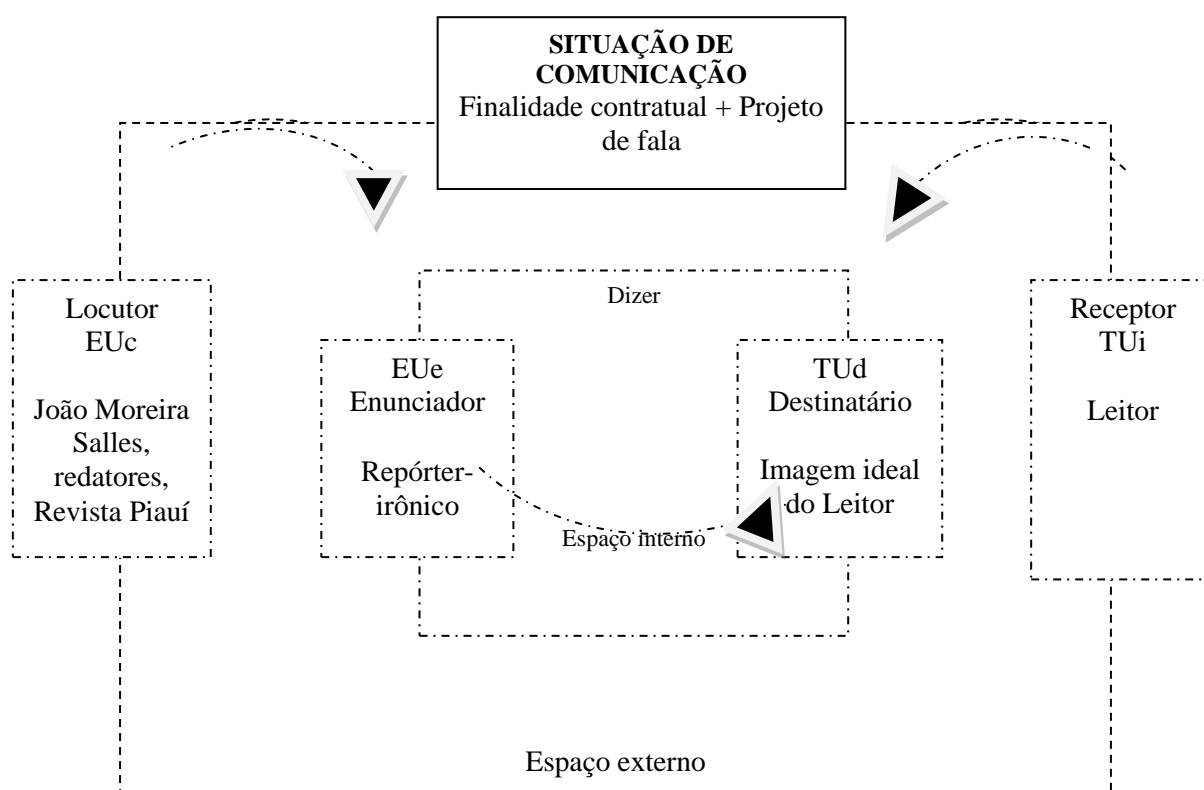 SITUAÇÃO DE
COMUNICAÇÃO
Finalidade contratual + Projeto
de fala
Locutor
EUc
João Moreira
Salles,
redatores,
Revista Piauí
Dizer
EUe
Enunciador
Repórter-
irônico
TUd
Destinatário
Imagem ideal
do Leitor
Espaço interno
Receptor
TUi
Leitor
Espaço externo